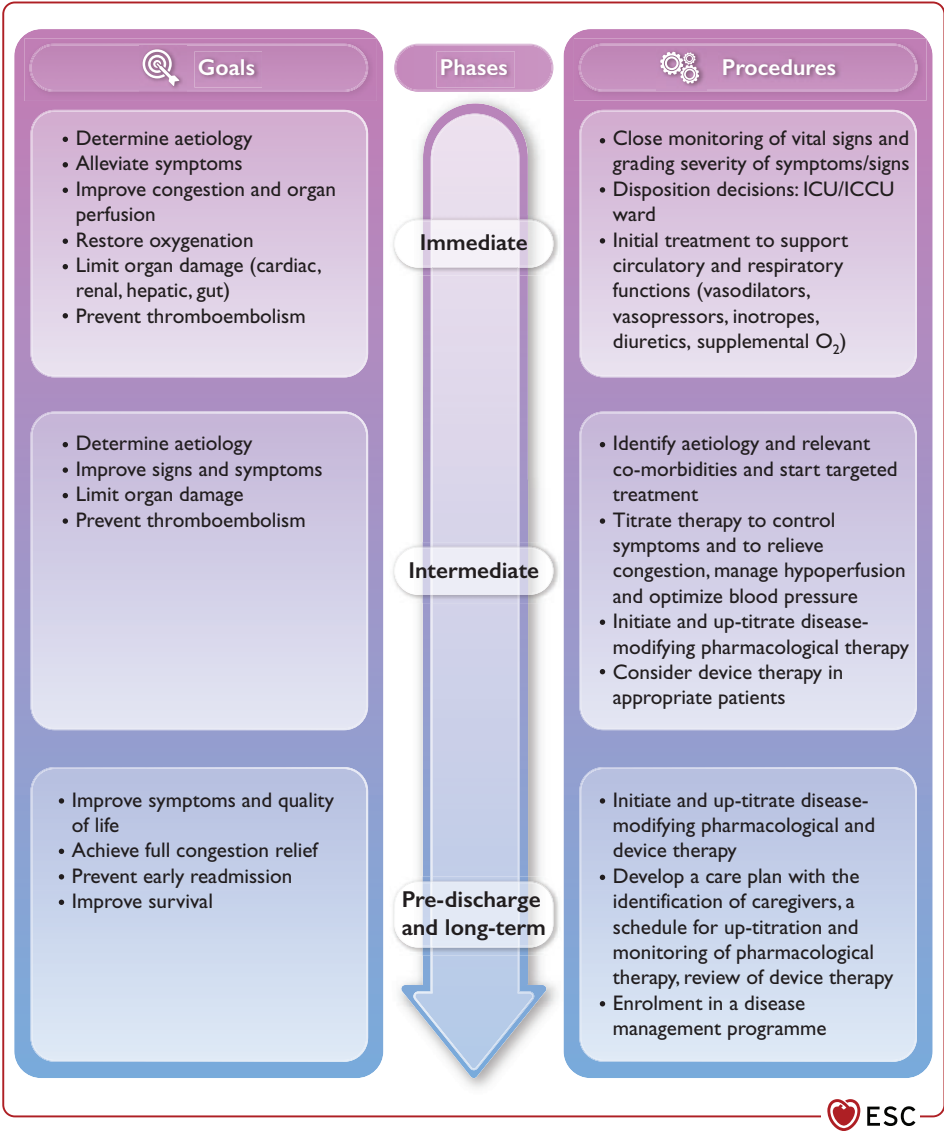 Goals
Phases
Procedures
• Determine aetiology
• Alleviate symptoms
• Improve congestion and organ
perfusion
• Restore oxygenation
• Limit organ damage (cardiac,
renal, hepatic, gut)
• Prevent thromboembolism
Immediate
• Close monitoring of vital signs and
grading severity of symptoms/signs
• Disposition decisions: ICU/ICCU
ward
• Initial treatment to support
circulatory and respiratory
functions (vasodilators,
vasopressors, inotropes,
diuretics, supplemental O₂)
• Determine aetiology
• Improve signs and symptoms
• Limit organ damage
• Prevent thromboembolism
Intermediate
• Identify aetiology and relevant
co-morbidities and start targeted
treatment
• Titrate therapy to control
symptoms and to relieve
congestion, manage hypoperfusion
and optimize blood pressure
• Initiate and up-titrate disease-
modifying pharmacological therapy
• Consider device therapy in
appropriate patients
• Improve symptoms and quality
of life
• Achieve full congestion relief
• Prevent early readmission
• Improve survival
Pre-discharge
and long-term
• Initiate and up-titrate disease-
modifying pharmacological and
device therapy
• Develop a care plan with the
identification of caregivers, a
schedule for up-titration and
monitoring of pharmacological
therapy, review of device therapy
• Enrolment in a disease
management programme
ESC